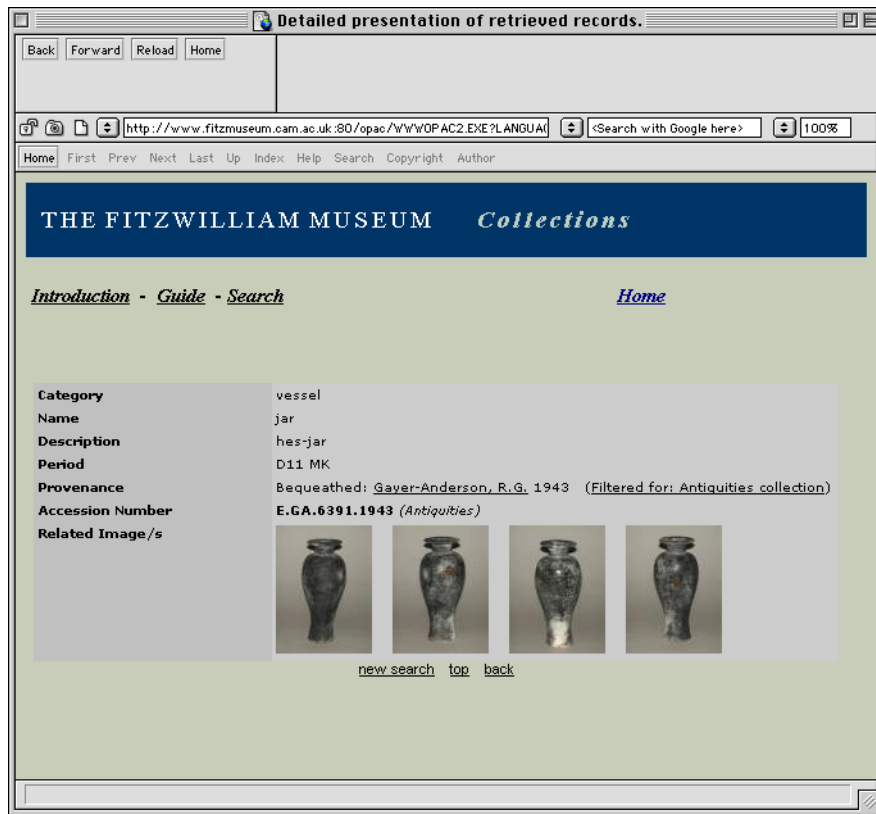 Detailed presentation of retrieved records.
Back Forward Reload Home
http://www.fitzmuseum.cam.ac.uk:80/opac/WWWOPAC2.EXE?LANGUA( <Search with Google here> 100%
Home First Prev Next Last Up Index Help Search Copyright Author
THE FITZWILLIAM MUSEUM Collections
Introduction - Guide - Search Home
Category vessel
Name jar
Description hes-jar
Period D11 MK
Provenance Bequeathed: Gayer-Anderson, R.G. 1943 (Filtered for: Antiquities collection)
Accession Number E.GA.6391.1943 (Antiquities)
Related Image/s
new search top back